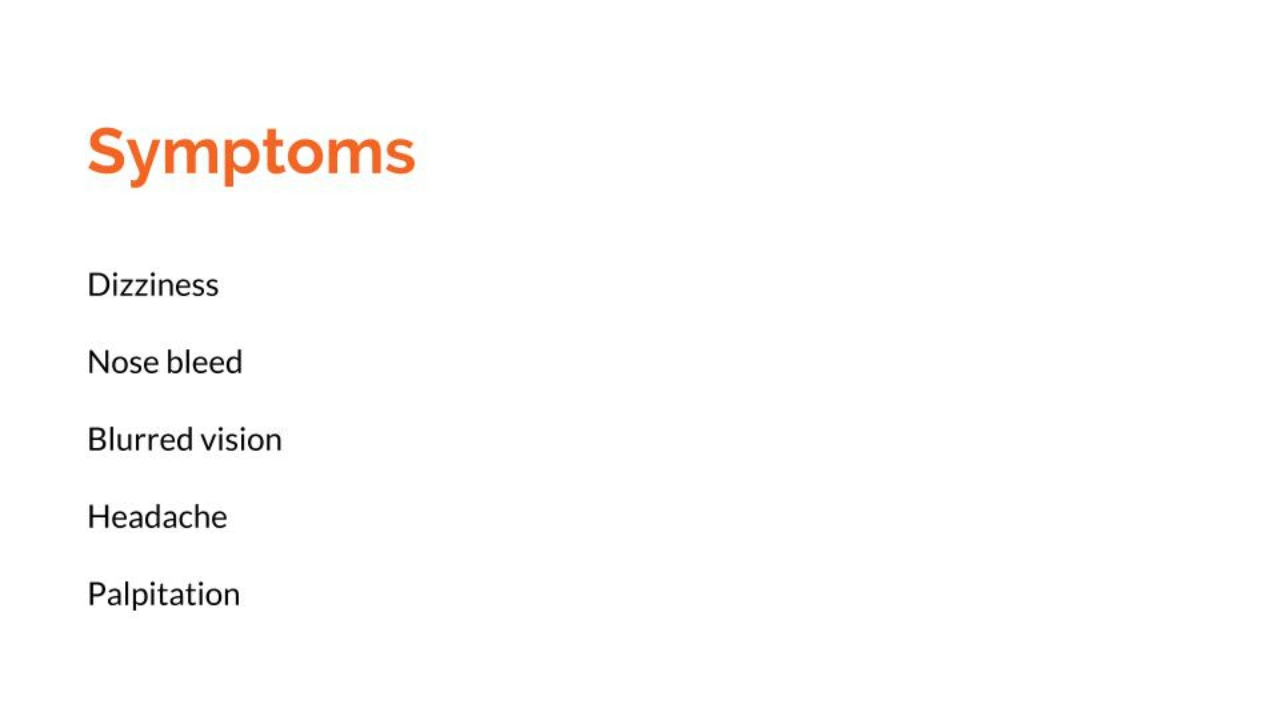 Symptoms
Dizziness
Nose bleed
Blurred vision
Headache
Palpitation